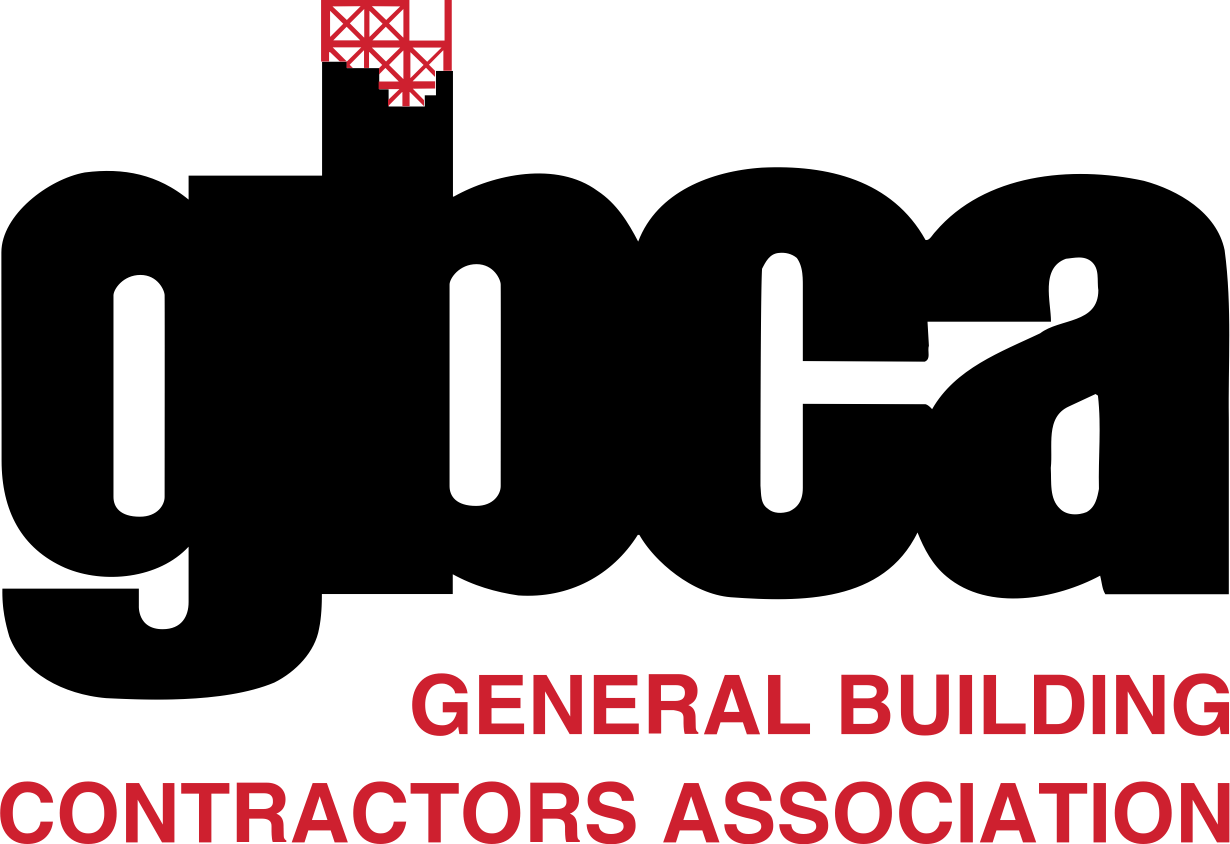 gbca
GENERAL BUILDING
CONTRACTORS ASSOCIATION